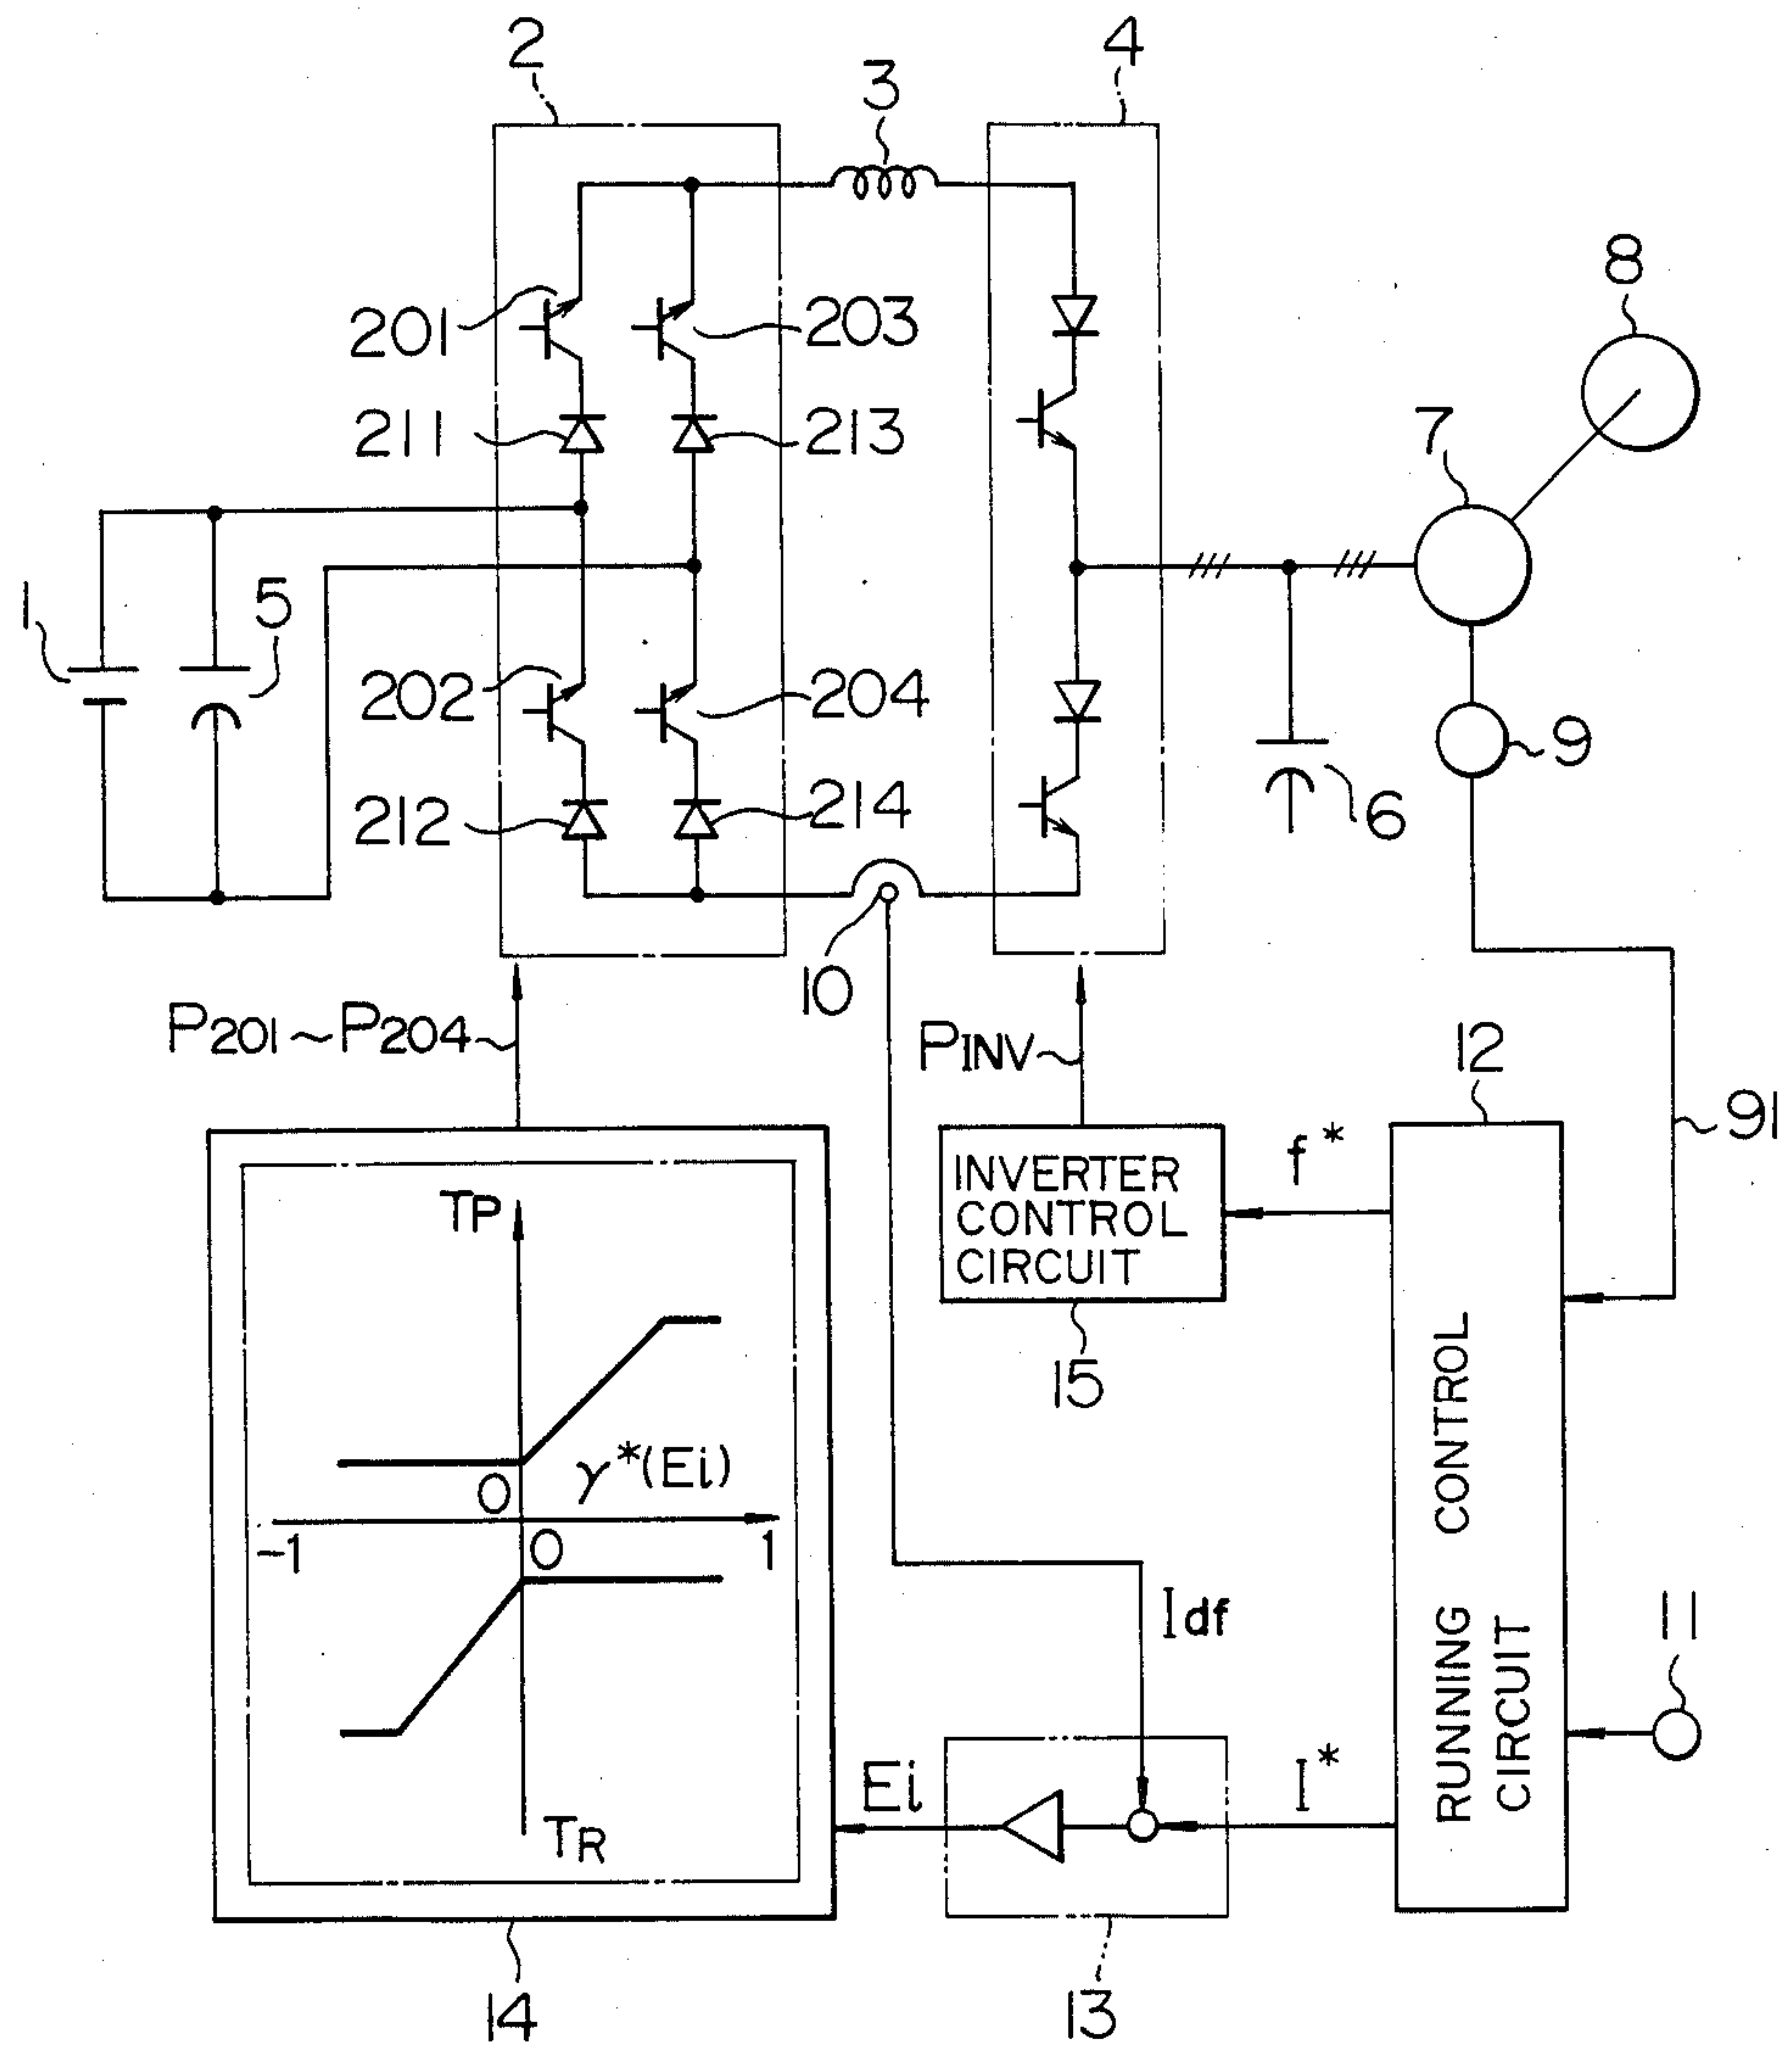 2
4
3
8
201
203
7
211
213
1
5
202
204
9
212
214
6
10
P201~P204
PINV
12
91
INVERTER
CONTROL
CIRCUIT
f*
TP
15
γ*(Ei)
0
-1
0
1
RUNNING CONTROL
CIRCUIT
Idf
11
Ei
I*
TR
14
13